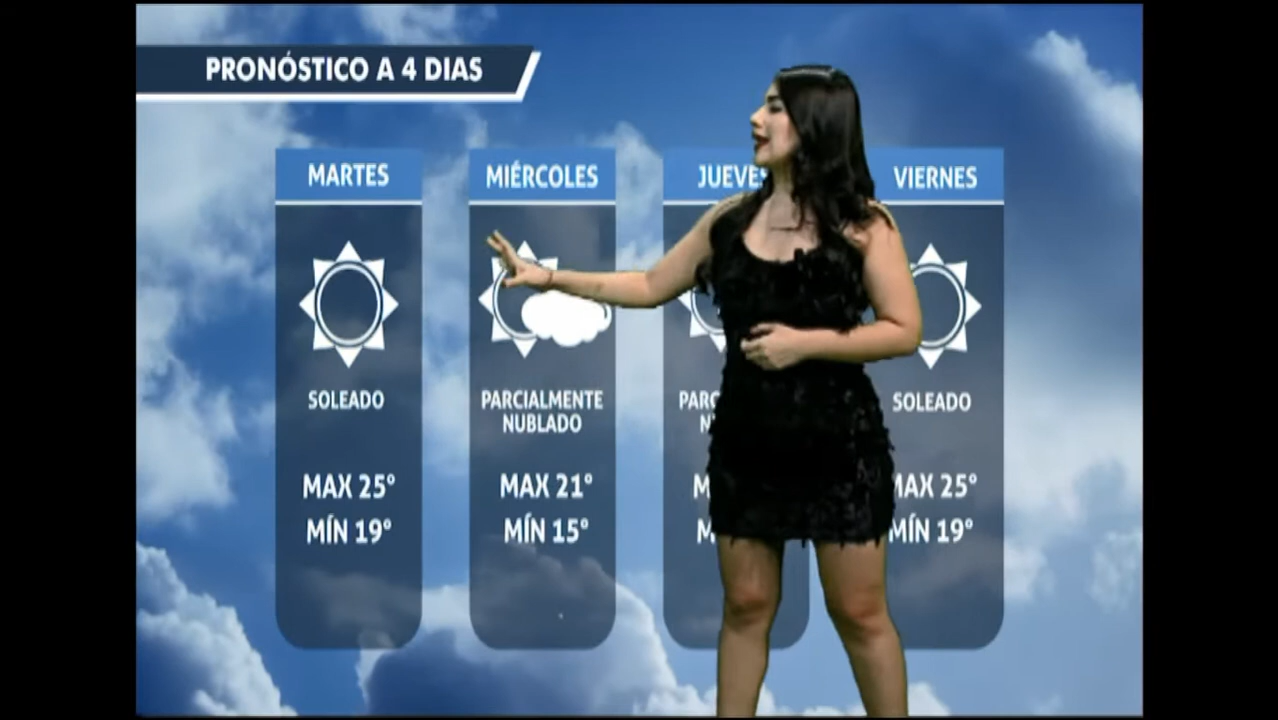 PRONÓSTICO A 4 DIAS
MARTES
SOLEADO
MAX 25°
MÍN 19°
MIÉRCOLES
PARCIALMENTE
NUBLADO
MAX 21°
MÍN 15°
JUEVES
VIERNES
SOLEADO
MAX 25°
MÍN 19°